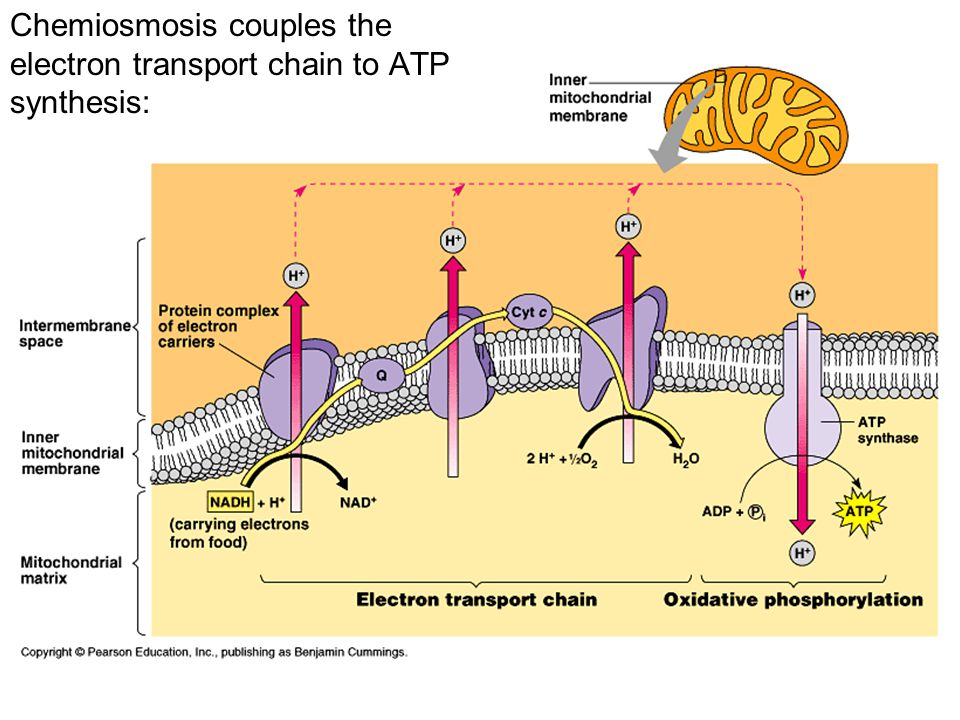 Chemiosmosis couples the
electron transport chain to ATP
synthesis:
Inner
mitochondrial
membrane
H⁺
H⁺
H⁺
H⁺
Protein complex
of electron
carriers
Cyt c
Q
Intermembrane
space
Inner
mitochondrial
membrane
ATP
synthase
2 H⁺ + ½O₂
H₂O
NADH + H⁺
NAD⁺
(carrying electrons
from food)
ADP + Pᵢ
ATP
H⁺
Mitochondrial
matrix
Electron transport chain
Oxidative phosphorylation
Copyright © Pearson Education, Inc., publishing as Benjamin Cummings.